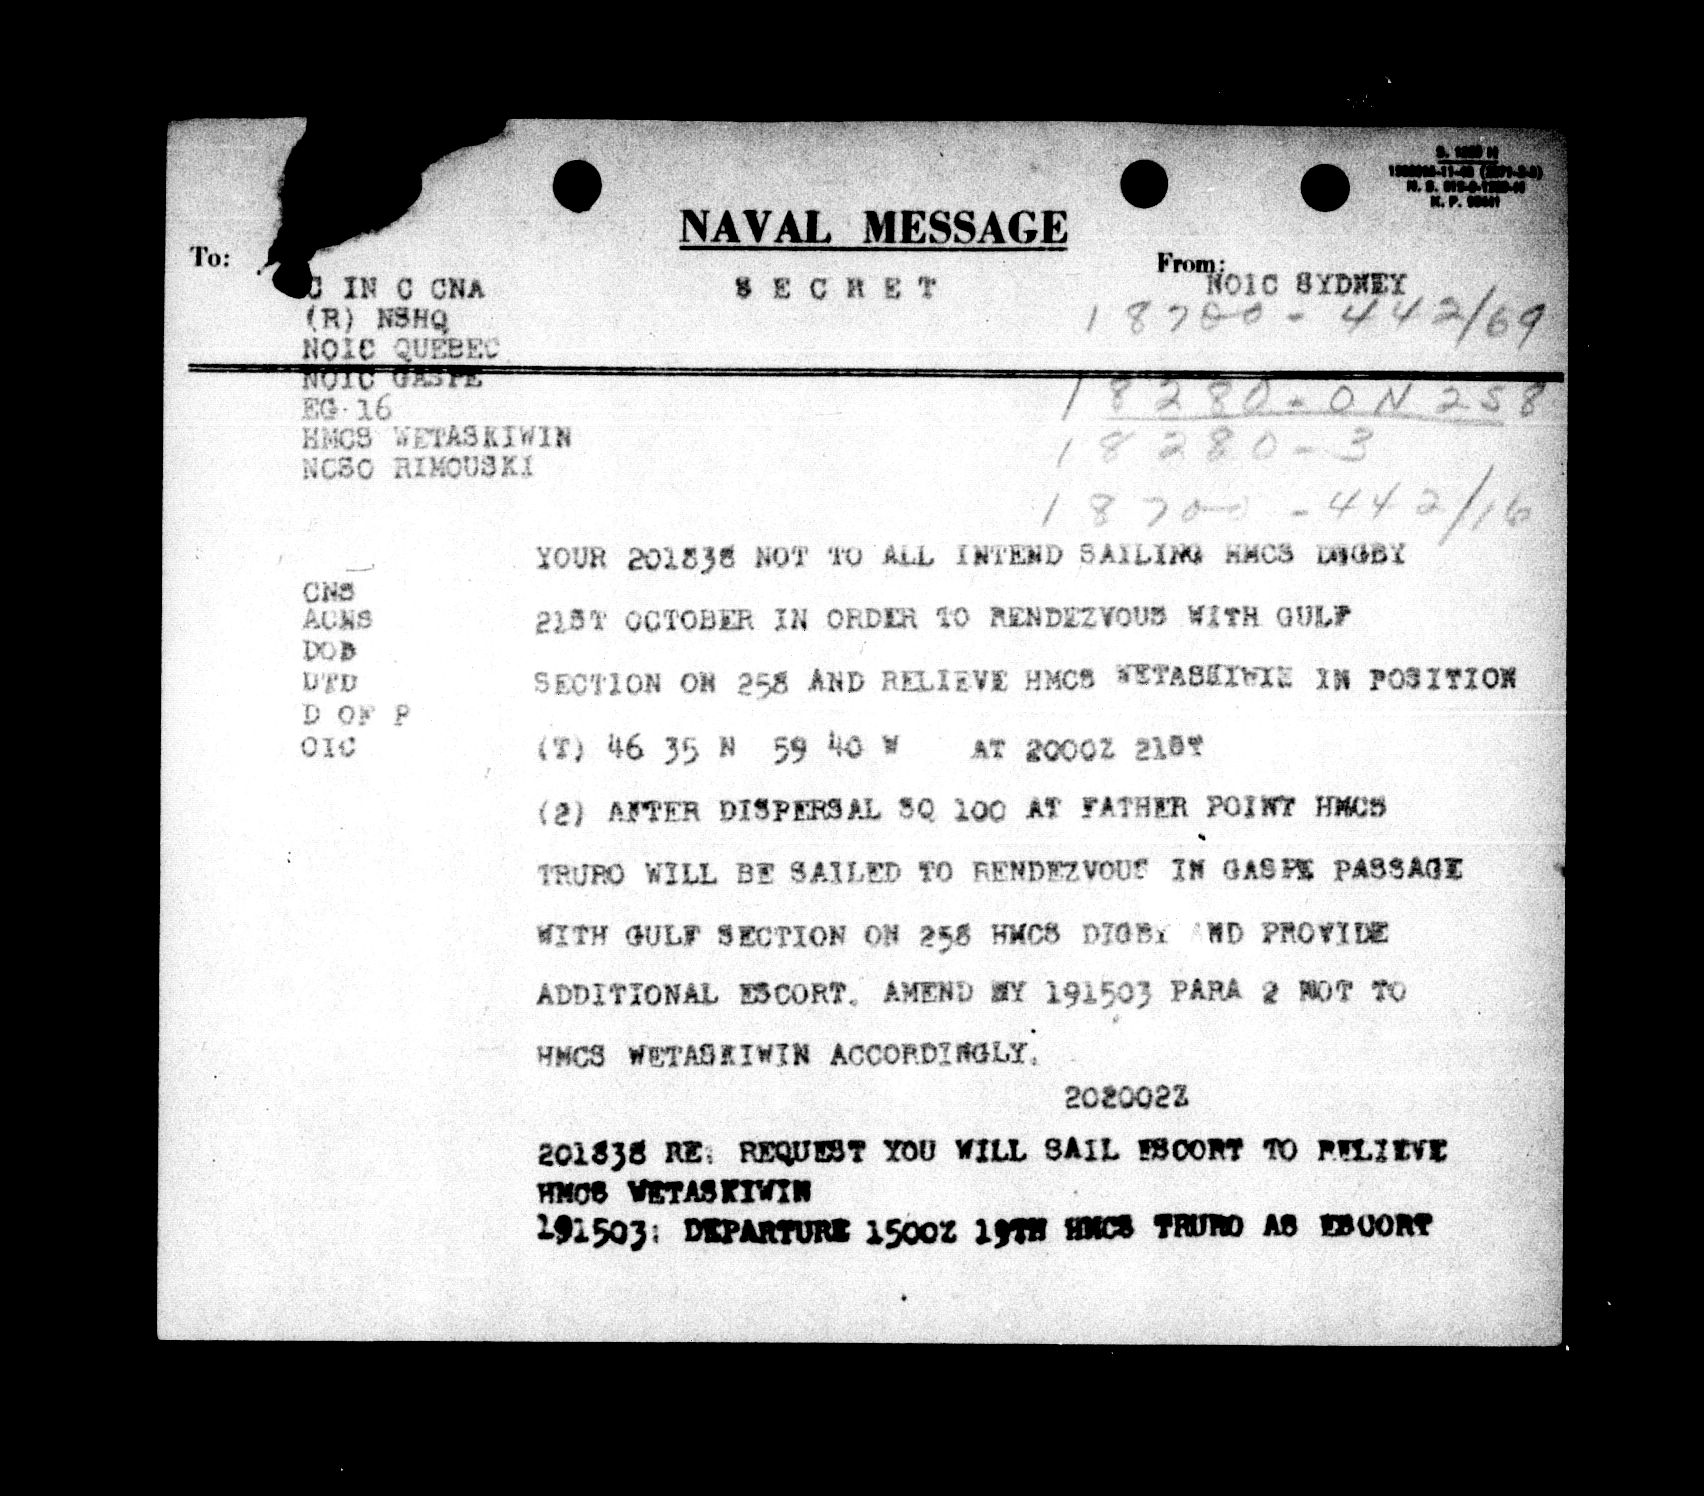 NAVAL MESSAGE
To:
From:
C IN C CNA
S E C R E T
NOIC SYDNEY
(R) NSHQ
18700-442/69
NOIC QUEBEC
NOIC GASPE
18280-ON 258
EG 16
HMCS WETASKIWIN
18280-3
NCSO RIMOUSKI
18700-442/16
YOUR 201838 NOT TO ALL INTEND SAILING HMCS DIGBY
CNS
ACNS
21ST OCTOBER IN ORDER TO RENDEZVOUS WITH GULF
DOD
DTD
SECTION ON 258 AND RELIEVE HMCS WETASKIWIN IN POSITION
D OF P
OIC
(T) 46 35 N 59 40 W AT 2000Z 21ST
(2) AFTER DISPERSAL SQ 100 AT FATHER POINT HMCS
TRURO WILL BE SAILED TO RENDEZVOUS IN GASPE PASSAGE
WITH GULF SECTION ON 258 HMCS DIGBY AND PROVIDE
ADDITIONAL ESCORT. AMEND MY 191503 PARA 2 NOT TO
HMCS WETASKIWIN ACCORDINGLY.
202002Z
201838 RE: REQUEST YOU WILL SAIL ESCORT TO RELIEVE
HMCS WETASKIWIN
191503: DEPARTURE 1500Z 19TH HMCS TRURO AS ESCORT